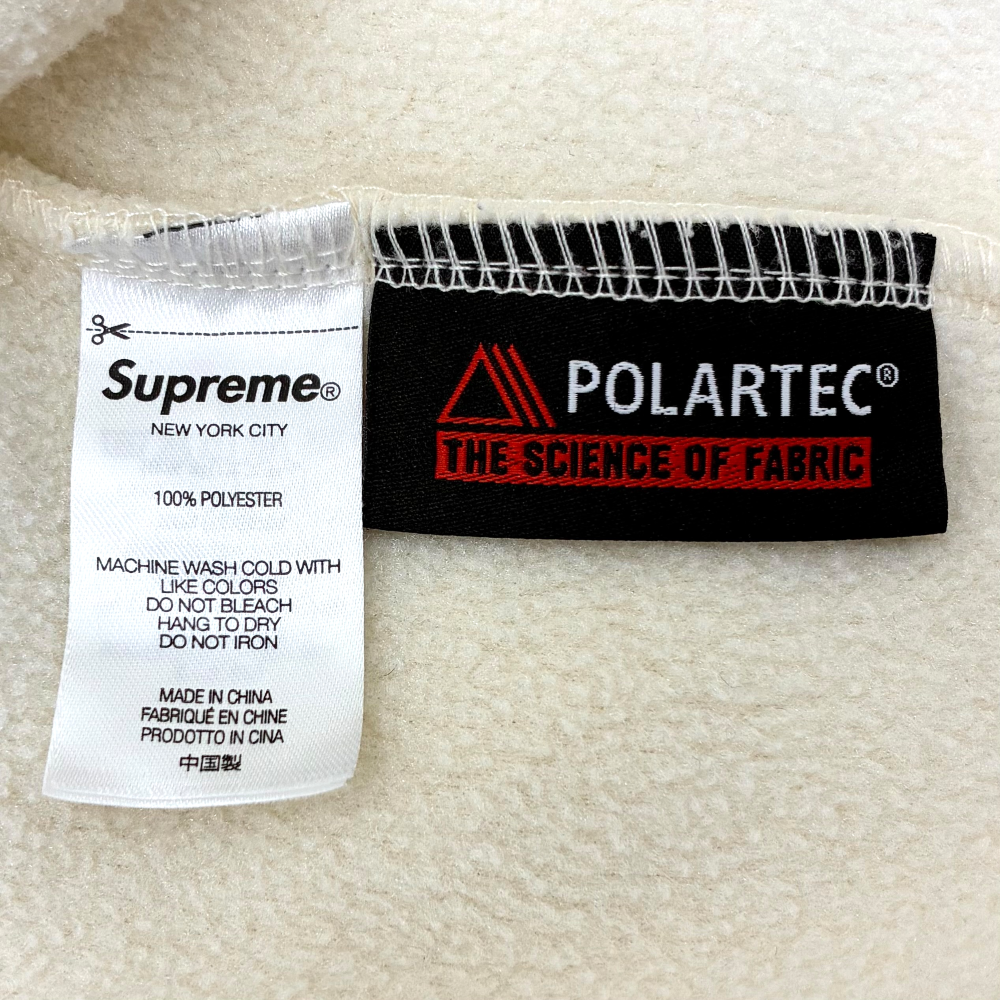 Supreme®
NEW YORK CITY
100% POLYESTER
MACHINE WASH COLD WITH
LIKE COLORS
DO NOT BLEACH
HANG TO DRY
DO NOT IRON
MADE IN CHINA
FABRIQUÉ EN CHINE
PRODOTTO IN CINA
中国製
POLARTEC®
THE SCIENCE OF FABRIC